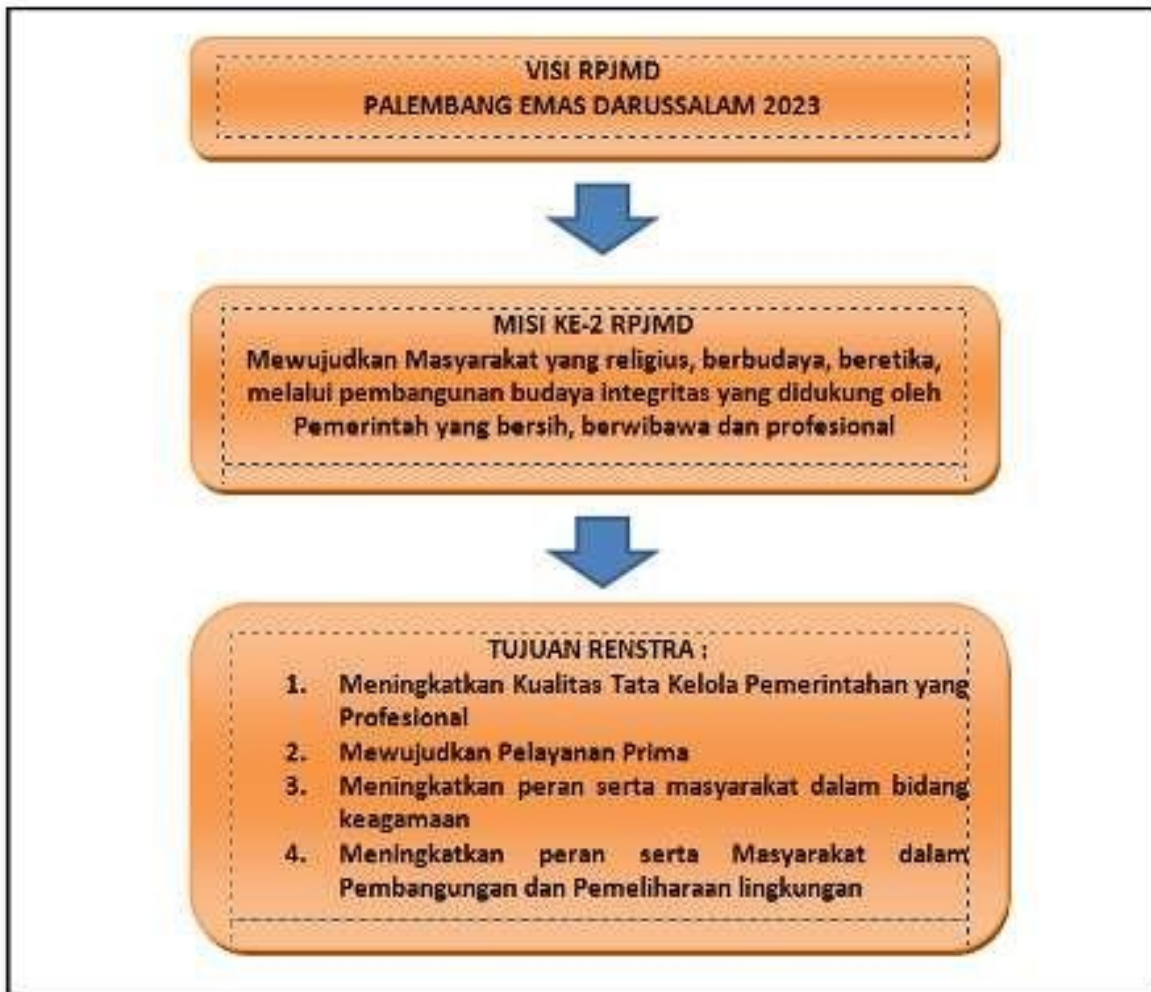 VISI RPJMD
PALEMBANG EMAS DARUSSALAM 2023
MISI KE-2 RPJMD
Mewujudkan Masyarakat yang religius, berbudaya, beretika,
melalui pembangunan budaya integritas yang didukung oleh
Pemerintah yang bersih, berwibawa dan profesional
TUJUAN RENSTRA :
1. Meningkatkan Kualitas Tata Kelola Pemerintahan yang
Profesional
2. Mewujudkan Pelayanan Prima
3. Meningkatkan peran serta masyarakat dalam bidang
keagamaan
4. Meningkatkan peran serta Masyarakat dalam
Pembangungan dan Pemeliharaan lingkungan